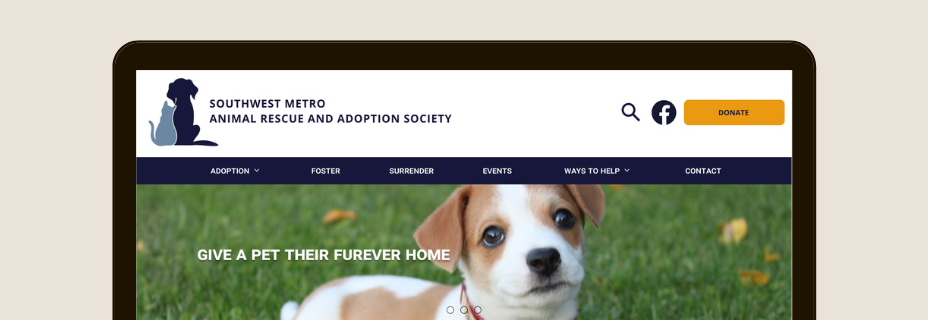 SOUTHWEST METRO
ANIMAL RESCUE AND ADOPTION SOCIETY
DONATE
ADOPTION
FOSTER
SURRENDER
EVENTS
WAYS TO HELP
CONTACT
GIVE A PET THEIR FUREVER HOME